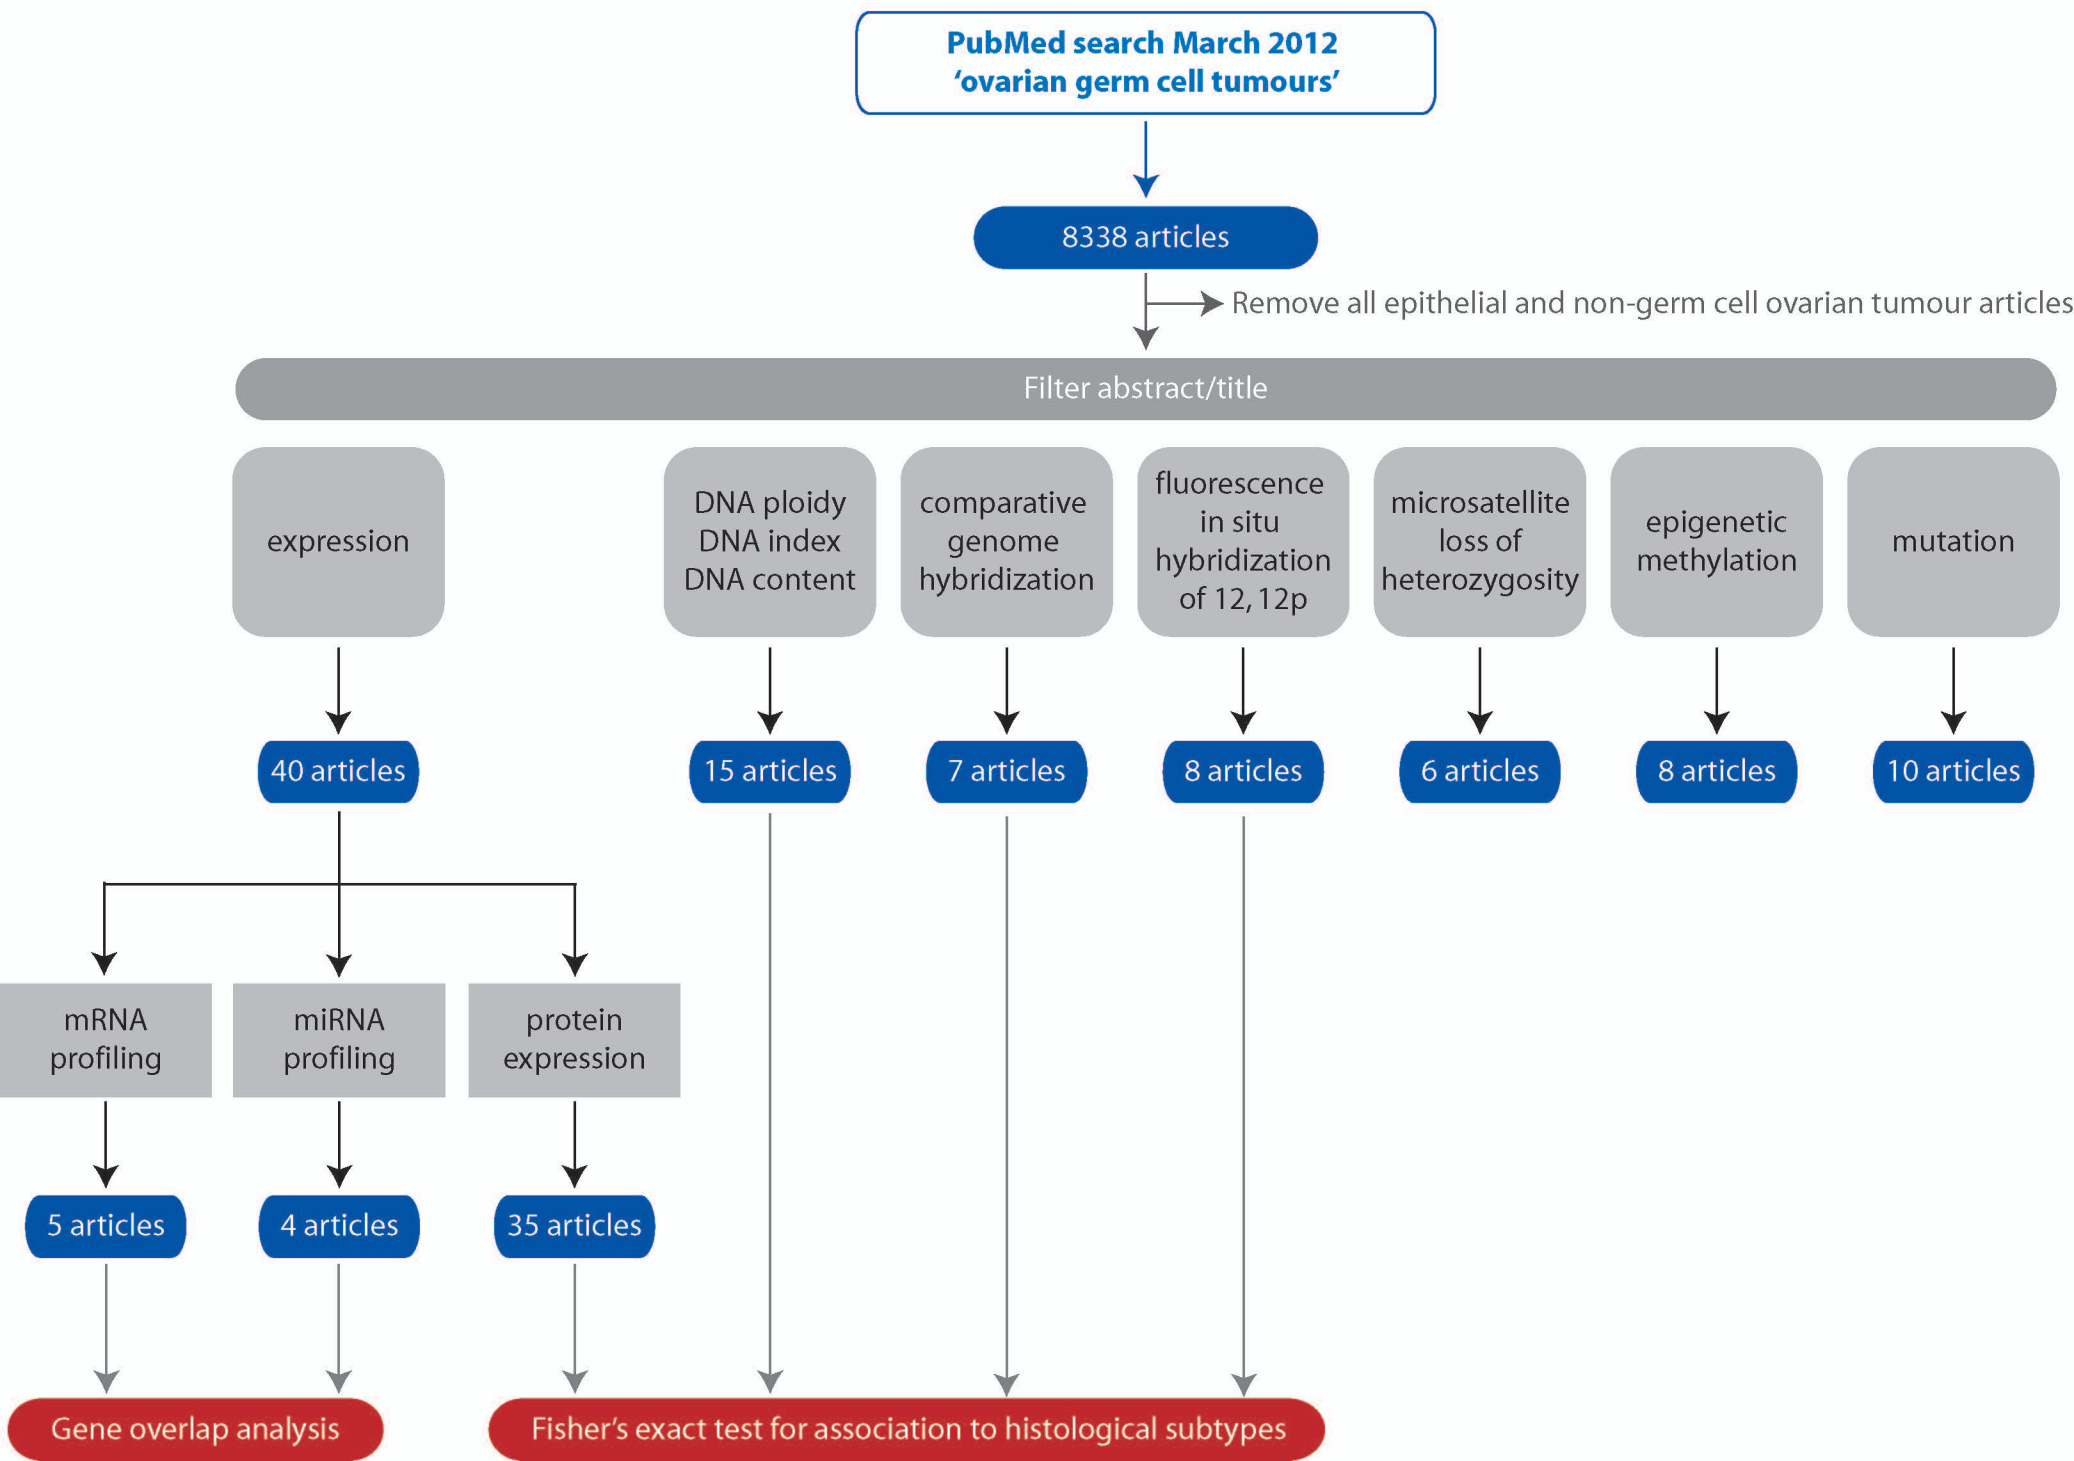 PubMed search March 2012
‘ovarian germ cell tumours’
8338 articles
Remove all epithelial and non-germ cell ovarian tumour articles
Filter abstract/title
expression
DNA ploidy
DNA index
DNA content
comparative
genome
hybridization
fluorescence
in situ
hybridization
of 12, 12p
microsatellite
loss of
heterozygosity
epigenetic
methylation
mutation
40 articles
15 articles
7 articles
8 articles
6 articles
8 articles
10 articles
mRNA
profiling
miRNA
profiling
protein
expression
5 articles
4 articles
35 articles
Gene overlap analysis
Fisher’s exact test for association to histological subtypes